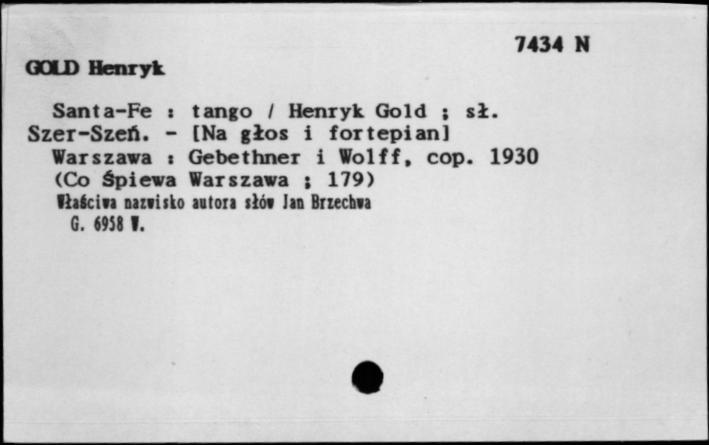 7434 N
GOLD Henryk
Santa-Fe : tango / Henryk Gold ; sł.
Szer-Szeń. - [Na głos i fortepian]
Warszawa : Gebethner i Wolff, cop. 1930
(Co Śpiewa Warszawa ; 179)
Właściwa nazwisko autora słów Jan Brzechwa
G. 6958 W.